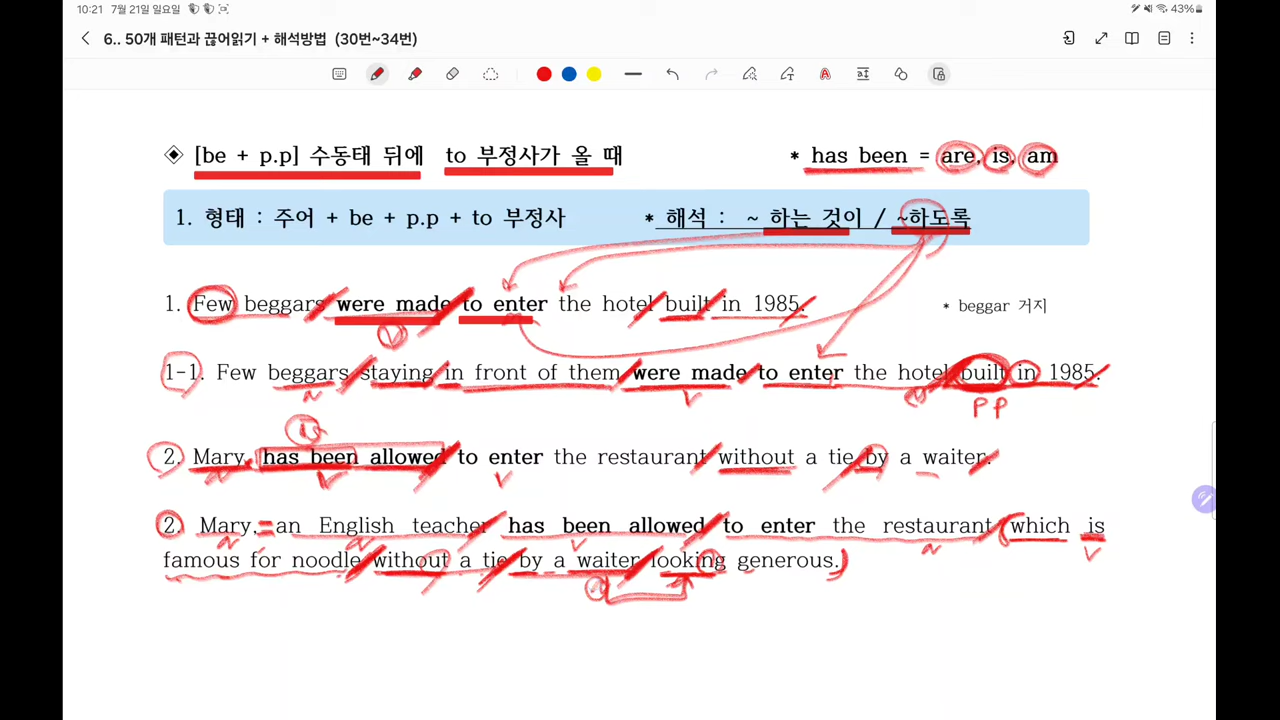 10:21 7월 21일 일요일 43%
6.. 50개 패턴과 끊어읽기 + 해석방법 (30번~34번)
◈ [be + p.p] 수동태 뒤에 to 부정사가 올 때 * has been = are, is, am
1. 형태 : 주어 + be + p.p + to 부정사 * 해석 : ~ 하는 것이 / ~하도록
1. Few beggars were made to enter the hotel built in 1985. * beggar 거지
v
1-1. Few beggars staying in front of them were made to enter the hotel built in 1985.
n v n pp
is
2. Mary has been allowed to enter the restaurant without a tie by a waiter.
n v v
2. Mary, = an English teacher has been allowed to enter the restaurant (which is
n n v n v
famous for noodle without a tie by a waiter looking generous.)
n